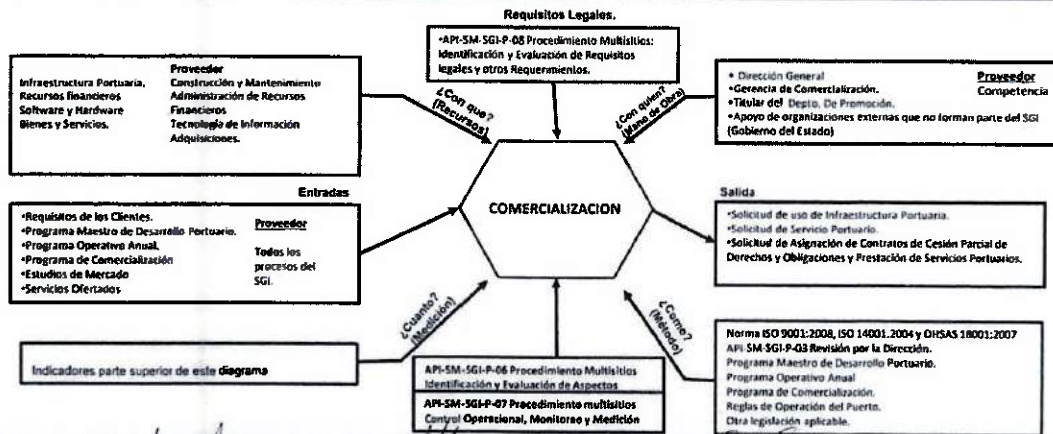 Requisitos Legales.
•API-SM-SGI-P-08 Procedimiento Multisitios:
Identificación y Evaluación de Requisitos
legales y otros Requerimientos.
Infraestructura Portuaria,
Recursos financieros
Software y Hardware
Bienes y Servicios.
Proveedor
Construcción y Mantenimiento
Administración de Recursos
Financieros
Tecnología de Información
Adquisiciones.
¿Con que?
(Recursos)
¿Con quien?
(Mano de Obra)
• Dirección General
•Gerencia de Comercialización.
•Titular del Depto. De Promoción.
•Apoyo de organizaciones externas que no forman parte del SGI
(Gobierno del Estado)
Proveedor
Competencia
Entradas
•Requisitos de los Clientes.
•Programa Maestro de Desarrollo Portuario.
•Programa Operativo Anual.
•Programa de Comercialización
•Estudios de Mercado
•Servicios Ofertados
Proveedor
Todos los
procesos del
SGI.
COMERCIALIZACION
Salida
•Solicitud de uso de Infraestructura Portuaria.
•Solicitud de Servicio Portuario.
•Solicitud de Asignación de Contratos de Cesión Parcial de
Derechos y Obligaciones y Prestación de Servicios Portuarios.
¿Cuanto?
(Medición)
¿Como?
(Método)
Indicadores parte superior de este diagrama
API-SM-SGI-P-06 Procedimiento Multisitios
Identificación y Evaluación de Aspectos
API-SM-SGI-P-07 Procedimiento multisitios
Control Operacional, Monitoreo y Medición
Norma ISO 9001:2008, ISO 14001.2004 y OHSAS 18001:2007
API-SM-SGI-P-03 Revisión por la Dirección.
Programa Maestro de Desarrollo Portuario.
Programa Operativo Anual
Programa de Comercialización.
Reglas de Operación del Puerto.
Otra legislación aplicable.